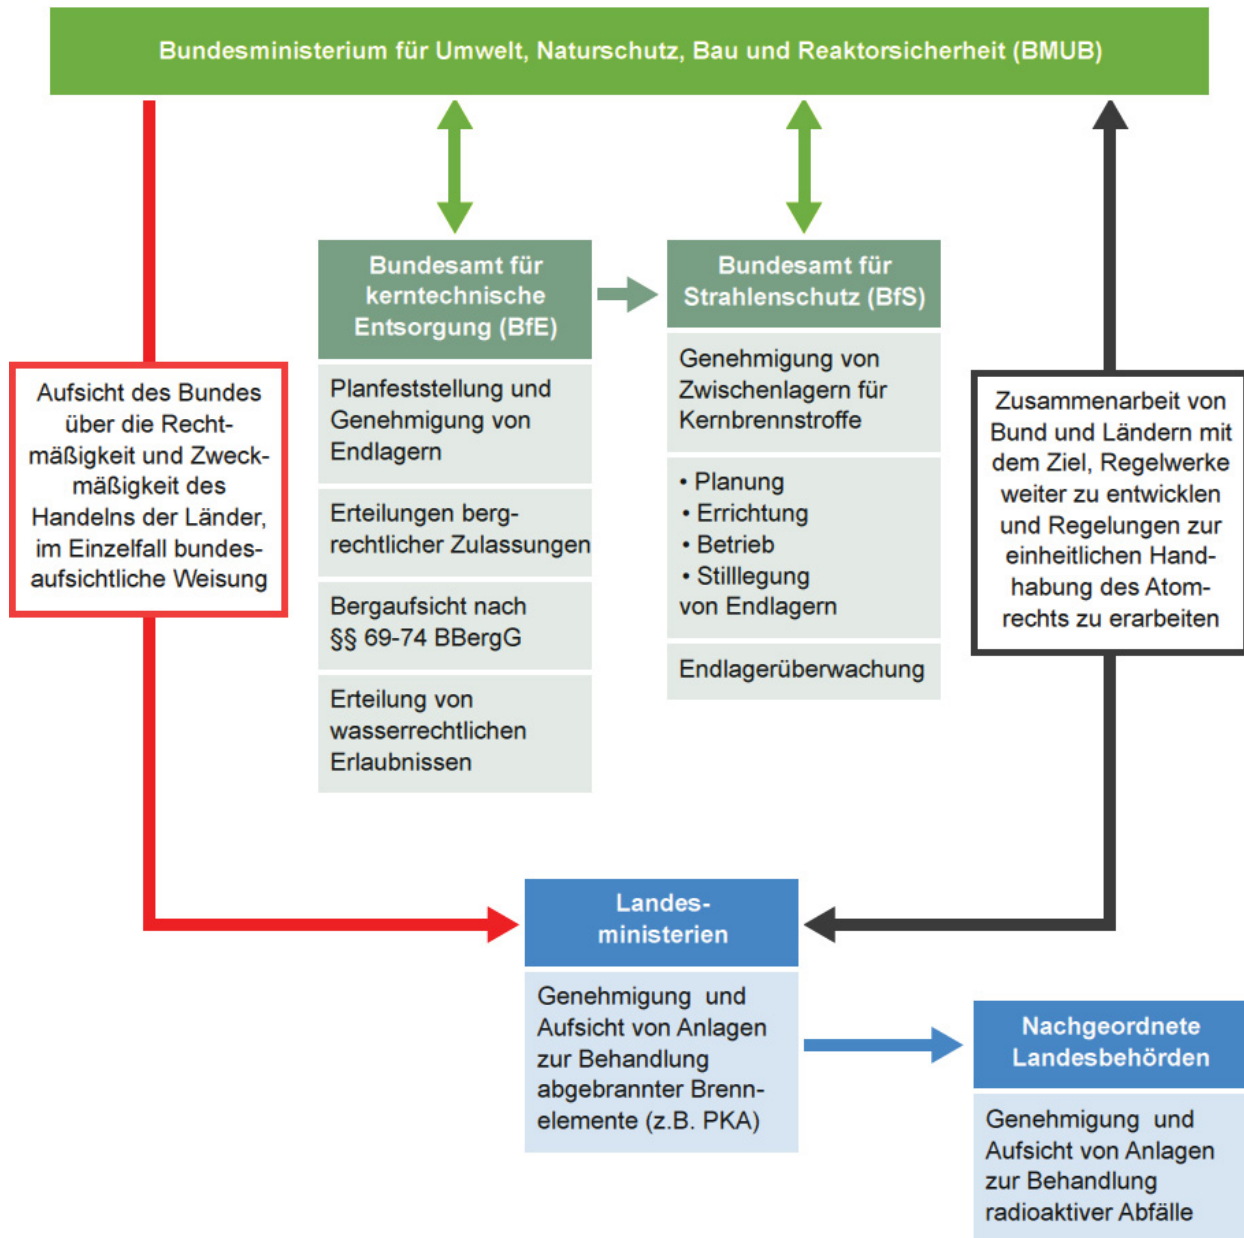 Bundesministerium für Umwelt, Naturschutz, Bau und Reaktorsicherheit (BMUB)
Bundesamt für
kerntechnische
Entsorgung (BfE)
Planfeststellung und
Genehmigung von
Endlagern
Erteilungen berg-
rechtlicher Zulassungen
Bergaufsicht nach
§§ 69-74 BBergG
Erteilung von
wasserrechtlichen
Erlaubnissen
Bundesamt für
Strahlenschutz (BfS)
Genehmigung von
Zwischenlagern für
Kernbrennstroffe
• Planung
• Errichtung
• Betrieb
• Stilllegung
von Endlagern
Endlagerüberwachung
Aufsicht des Bundes
über die Recht-
mäßigkeit und Zweck-
mäßigkeit des
Handelns der Länder,
im Einzelfall bundes-
aufsichtliche Weisung
Zusammenarbeit von
Bund und Ländern mit
dem Ziel, Regelwerke
weiter zu entwicklen
und Regelungen zur
einheitlichen Hand-
habung des Atom-
rechts zu erarbeiten
Landes-
ministerien
Genehmigung und
Aufsicht von Anlagen
zur Behandlung
abgebrannter Brenn-
elemente (z.B. PKA)
Nachgeordnete
Landesbehörden
Genehmigung und
Aufsicht von Anlagen
zur Behandlung
radioaktiver Abfälle